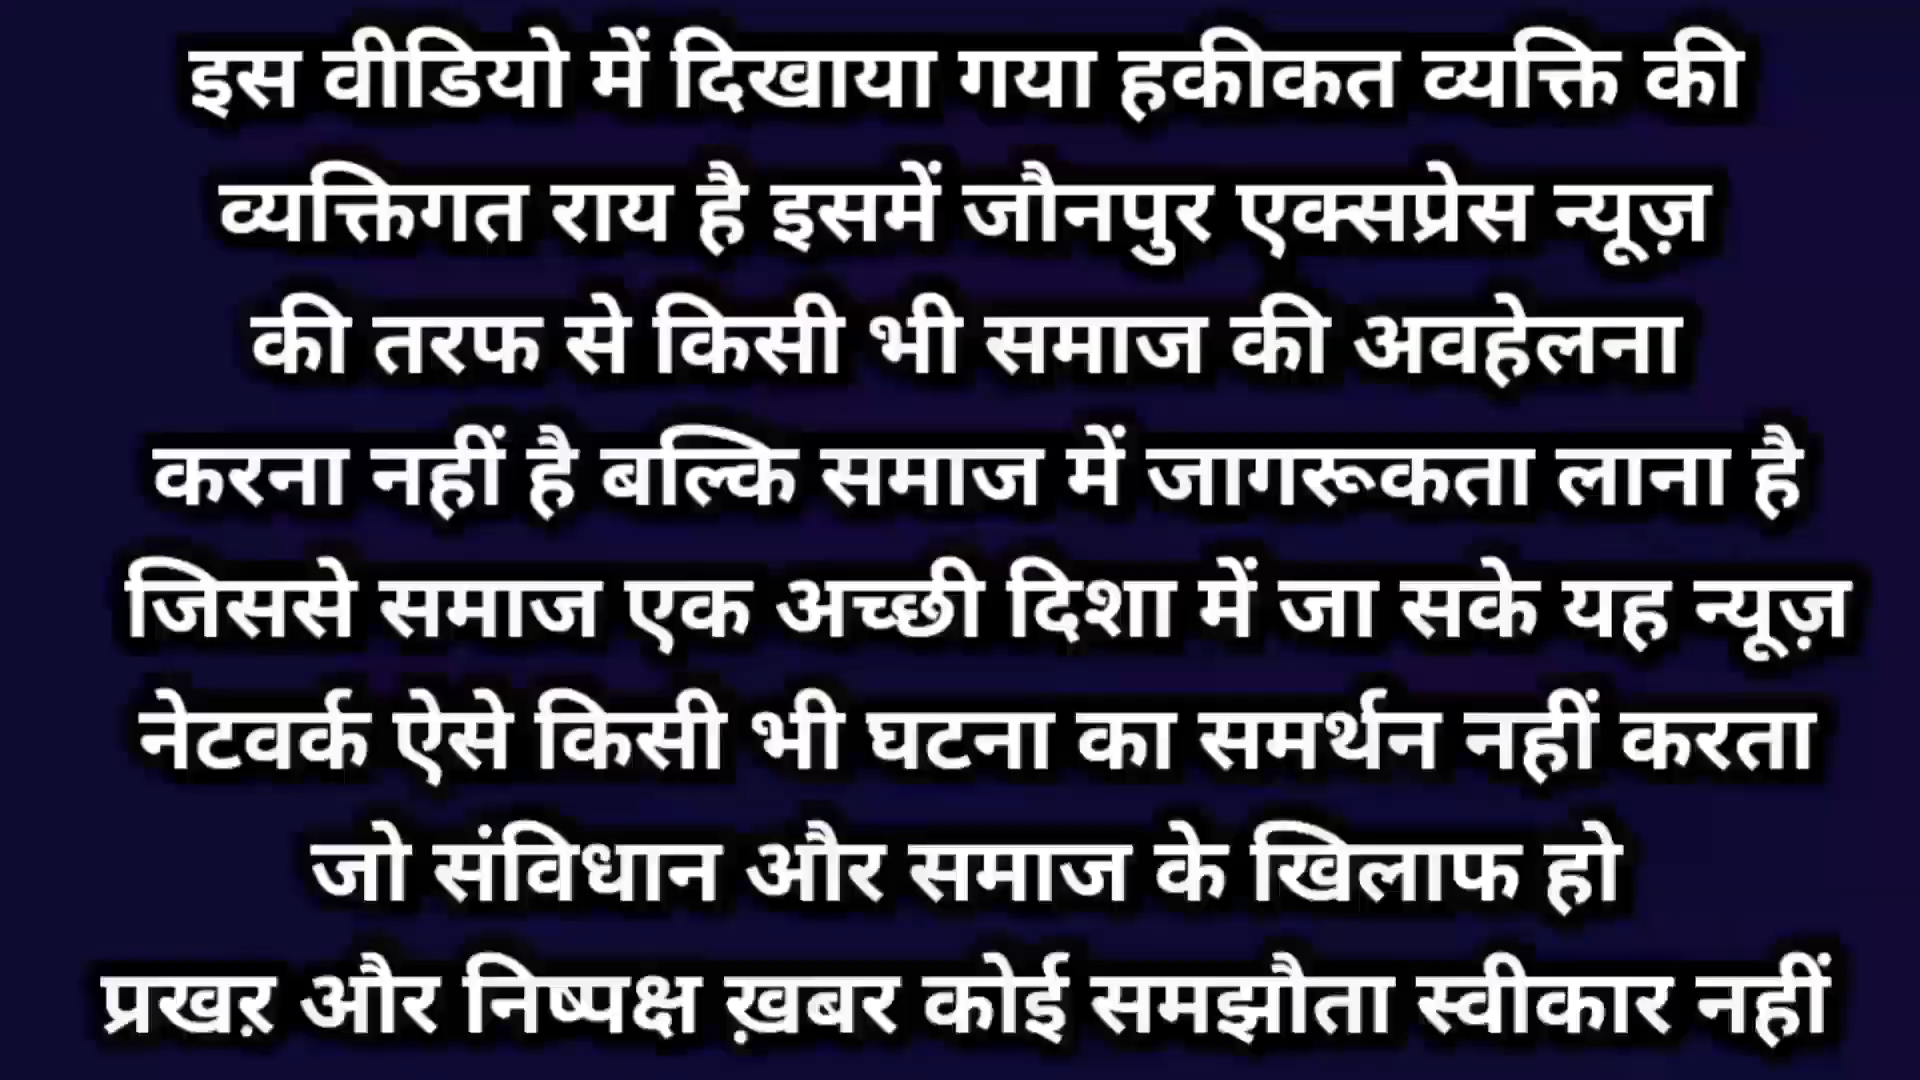 इस वीडियो में दिखाया गया हकीकत व्यक्ति की
व्यक्तिगत राय है इसमें जौनपुर एक्सप्रेस न्यूज़
की तरफ से किसी भी समाज की अवहेलना
करना नहीं है बल्कि समाज में जागरूकता लाना है
जिससे समाज एक अच्छी दिशा में जा सके यह न्यूज़
नेटवर्क ऐसे किसी भी घटना का समर्थन नहीं करता
जो संविधान और समाज के खिलाफ हो
प्रखऱ और निष्पक्ष ख़बर कोई समझौता स्वीकार नहीं